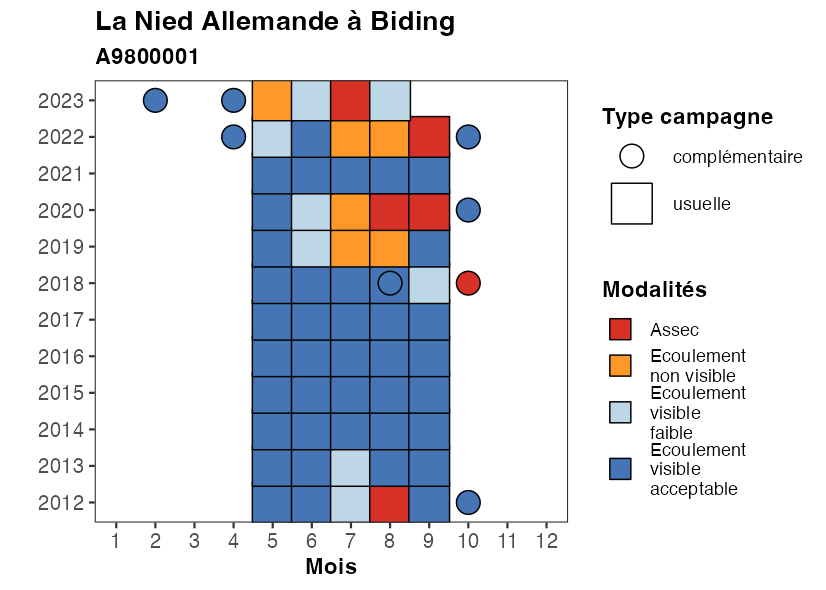 La Nied Allemande à Biding
A9800001
2023
2022
2021
2020
2019
2018
2017
2016
2015
2014
2013
2012
1 2 3 4 5 6 7 8 9 10 11 12
Mois
Type campagne
complémentaire
usuelle
Modalités
Assec
Ecoulement
non visible
Ecoulement
visible
faible
Ecoulement
visible
acceptable